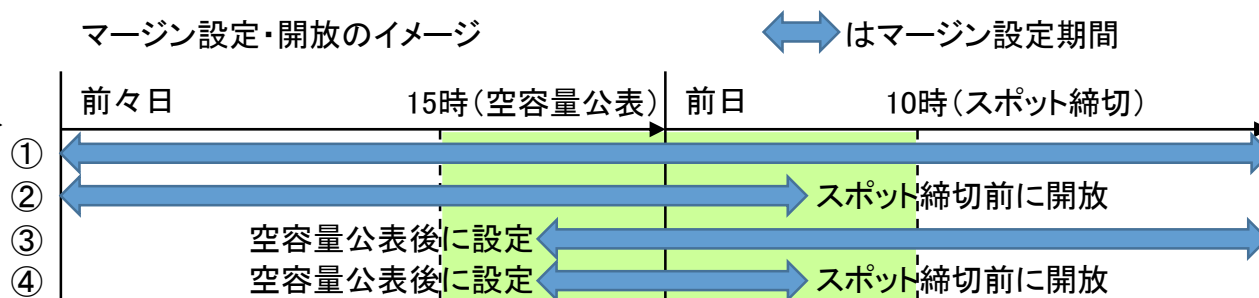 マージン設定・開放のイメージ はマージン設定期間
前々日 15時(空容量公表) 前日 10時(スポット締切)
①
② スポット締切前に開放
③ 空容量公表後に設定
④ 空容量公表後に設定 スポット締切前に開放